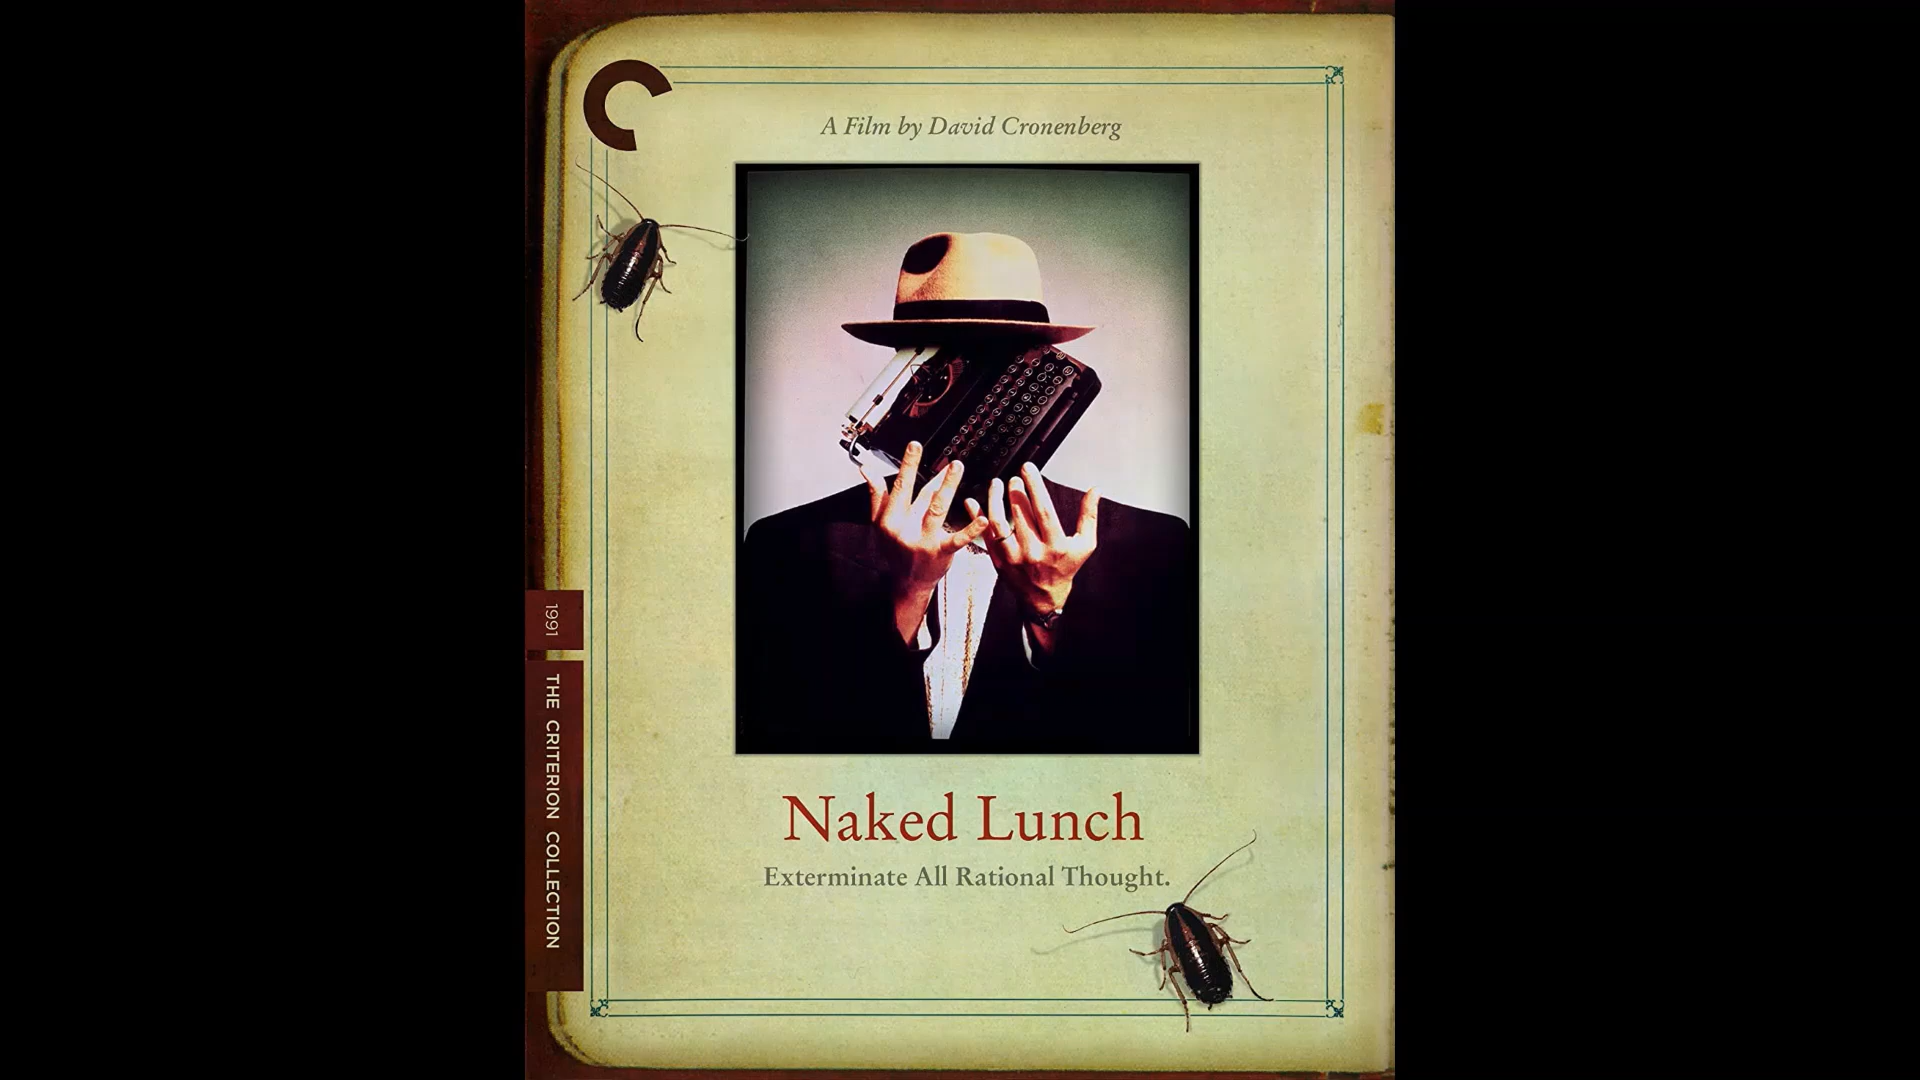 A Film by David Cronenberg
Naked Lunch
Exterminate All Rational Thought.
1991
THE CRITERION COLLECTION